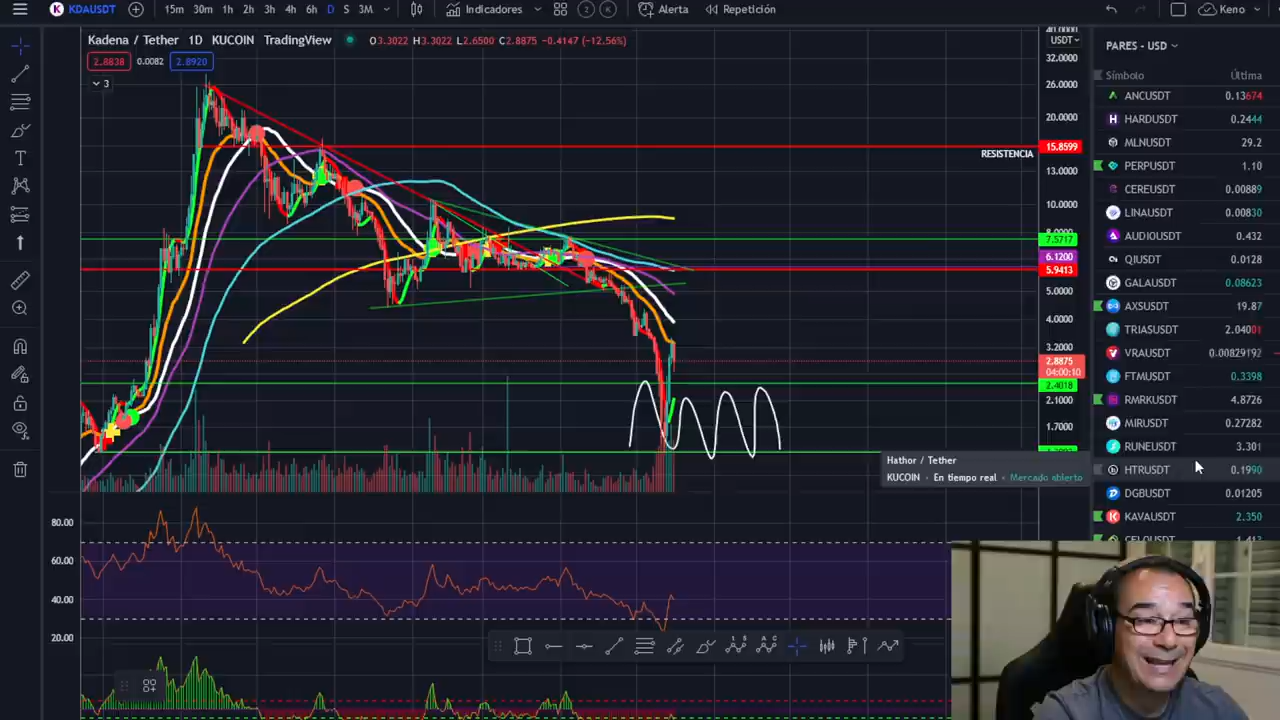 KDAUSDT 15m 30m 1h 2h 3h 4h 6h D S 3M Indicadores 2 K Alerta Repetición Keno
Kadena / Tether 1D KUCOIN TradingView O3.3022 H3.3022 L2.6500 C2.8875 -0.4147 (-12.56%)
2.8838 0.0082 2.8920
3
USDT
32.0000
26.0000
20.0000
RESISTENCIA 15.8599
13.0000
10.0000
7.5717
6.1200
5.9413
5.0000
4.0000
3.2000
2.8875
04:00:10
2.4018
2.1000
1.7000
Hathor / Tether
KUCOIN · En tiempo real · Mercado abierto
80.00
60.00
40.00
20.00
PARES - USD
Símbolo Última
ANCUSDT 0.13674
HARDUSDT 0.2444
MLNUSDT 29.2
PERPUSDT 1.10
CEREUSDT 0.00889
LINAUSDT 0.00830
AUDIOUSDT 0.432
QIUSDT 0.0128
GALAUSDT 0.08623
AXSUSDT 19.87
TRIASUSDT 2.0401
VRAUSDT 0.00829192
FTMUSDT 0.3398
RMRKUSDT 4.8726
MIRUSDT 0.27282
RUNEUSDT 3.301
HTRUSDT 0.1990
DGBUSDT 0.01205
KAVAUSDT 2.350
CELOUSDT